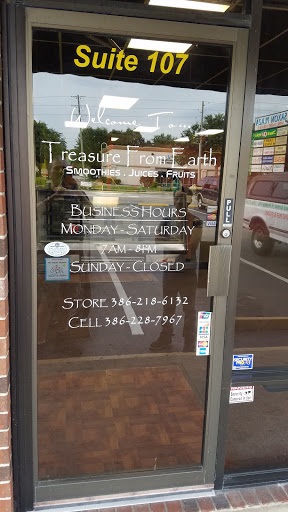 Suite 107
Welcome To...
Treasure From Earth
SMOOTHIES . JUICES . FRUITS
BUSINESS HOURS
MONDAY - SATURDAY
7AM - 8PM
SUNDAY - CLOSED
STORE 386-218-6132
CELL 386-228-7967
PULL
VISA